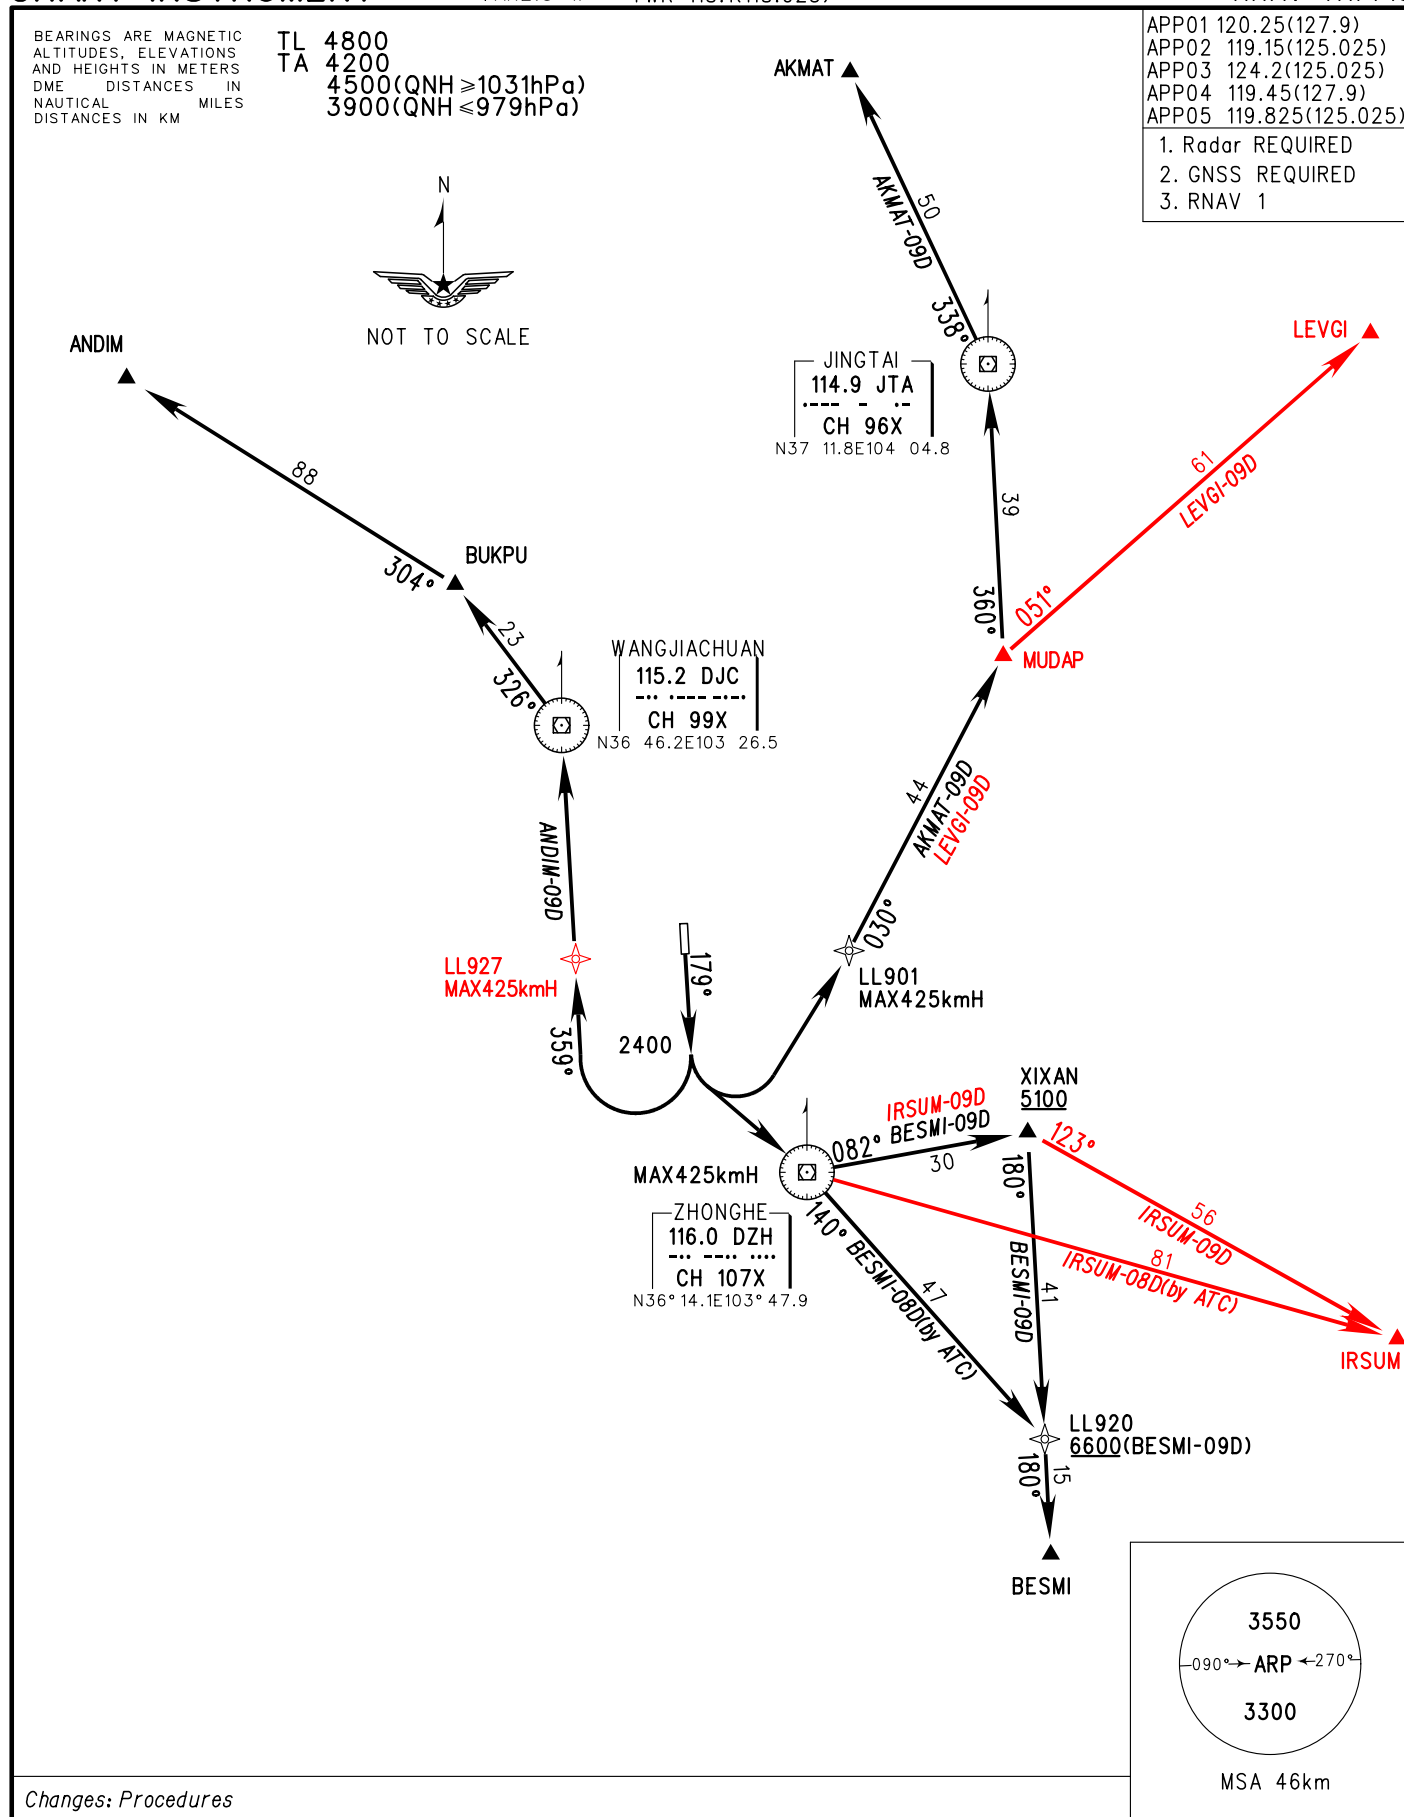 BEARINGS ARE MAGNETIC
ALTITUDES, ELEVATIONS
AND HEIGHTS IN METERS
DME DISTANCES IN
NAUTICAL MILES
DISTANCES IN KM
TL 4800
TA 4200
4500(QNH ≥1031hPa)
3900(QNH ≤979hPa)
APP01 120.25(127.9)
APP02 119.15(125.025)
APP03 124.2(125.025)
APP04 119.45(127.9)
APP05 119.825(125.025)
1. Radar REQUIRED
2. GNSS REQUIRED
3. RNAV 1
N
NOT TO SCALE
AKMAT
50
AKMAT-09D
338°
JINGTAI
114.9 JTA
CH 96X
N37 11.8E104 04.8
LEVGI
61
LEVGI-09D
051°
39
360°
MUDAP
ANDIM
88
304°
BUKPU
23
326°
WANGJIACHUAN
115.2 DJC
CH 99X
N36 46.2E103 26.5
44
AKMAT-09D
LEVGI-09D
030°
ANDIM-09D
LL927
MAX425kmH
359°
179°
2400
LL901
MAX425kmH
XIXAN
5100
IRSUM-09D
082° BESMI-09D
30
123°
180°
MAX425kmH
ZHONGHE
116.0 DZH
CH 107X
N36° 14.1E103° 47.9
140° BESMI-08D(by ATC)
47
BESMI-09D
41
56
IRSUM-09D
81
IRSUM-08D(by ATC)
IRSUM
LL920
6600(BESMI-09D)
180°
15
BESMI
3550
090° ARP 270°
3300
MSA 46km
Changes: Procedures